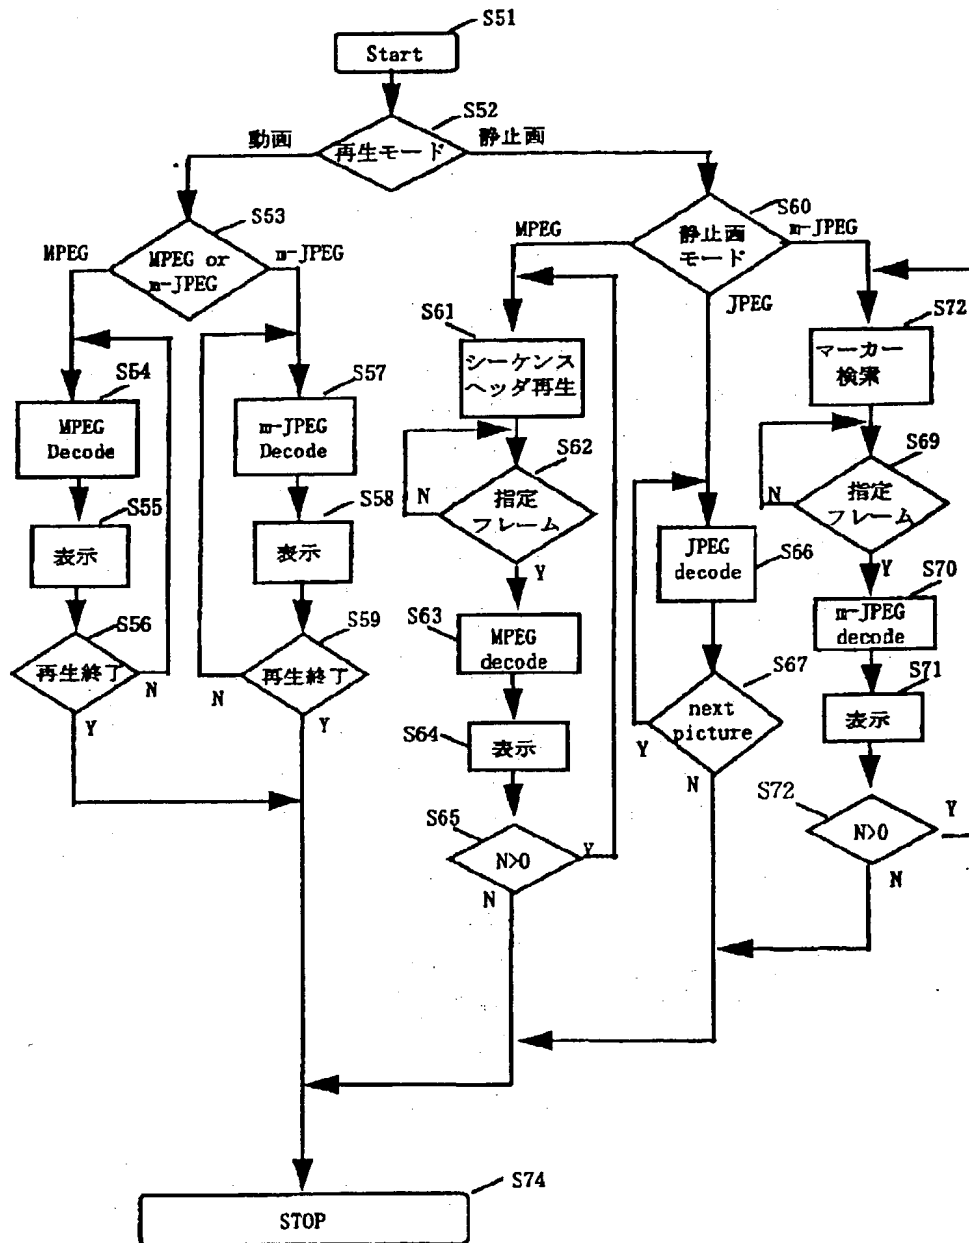 S51
Start
S52
動画
静止画
再生モード
S53
MPEG
MPEG or
m-JPEG
m-JPEG
S54
MPEG
Decode
S55
表示
S56
再生終了
N
Y
S57
m-JPEG
Decode
S58
表示
S59
再生終了
N
Y
S60
MPEG
静止画
モード
m-JPEG
JPEG
S61
シーケンス
ヘッダ再生
S62
指定
フレーム
N
Y
S63
MPEG
decode
S64
表示
S65
N>0
Y
N
JPEG
decode
S66
S67
next
picture
Y
N
S72
マーカー
検索
S69
指定
フレーム
N
Y
S70
m-JPEG
decode
S71
表示
S72
N>0
Y
N
S74
STOP